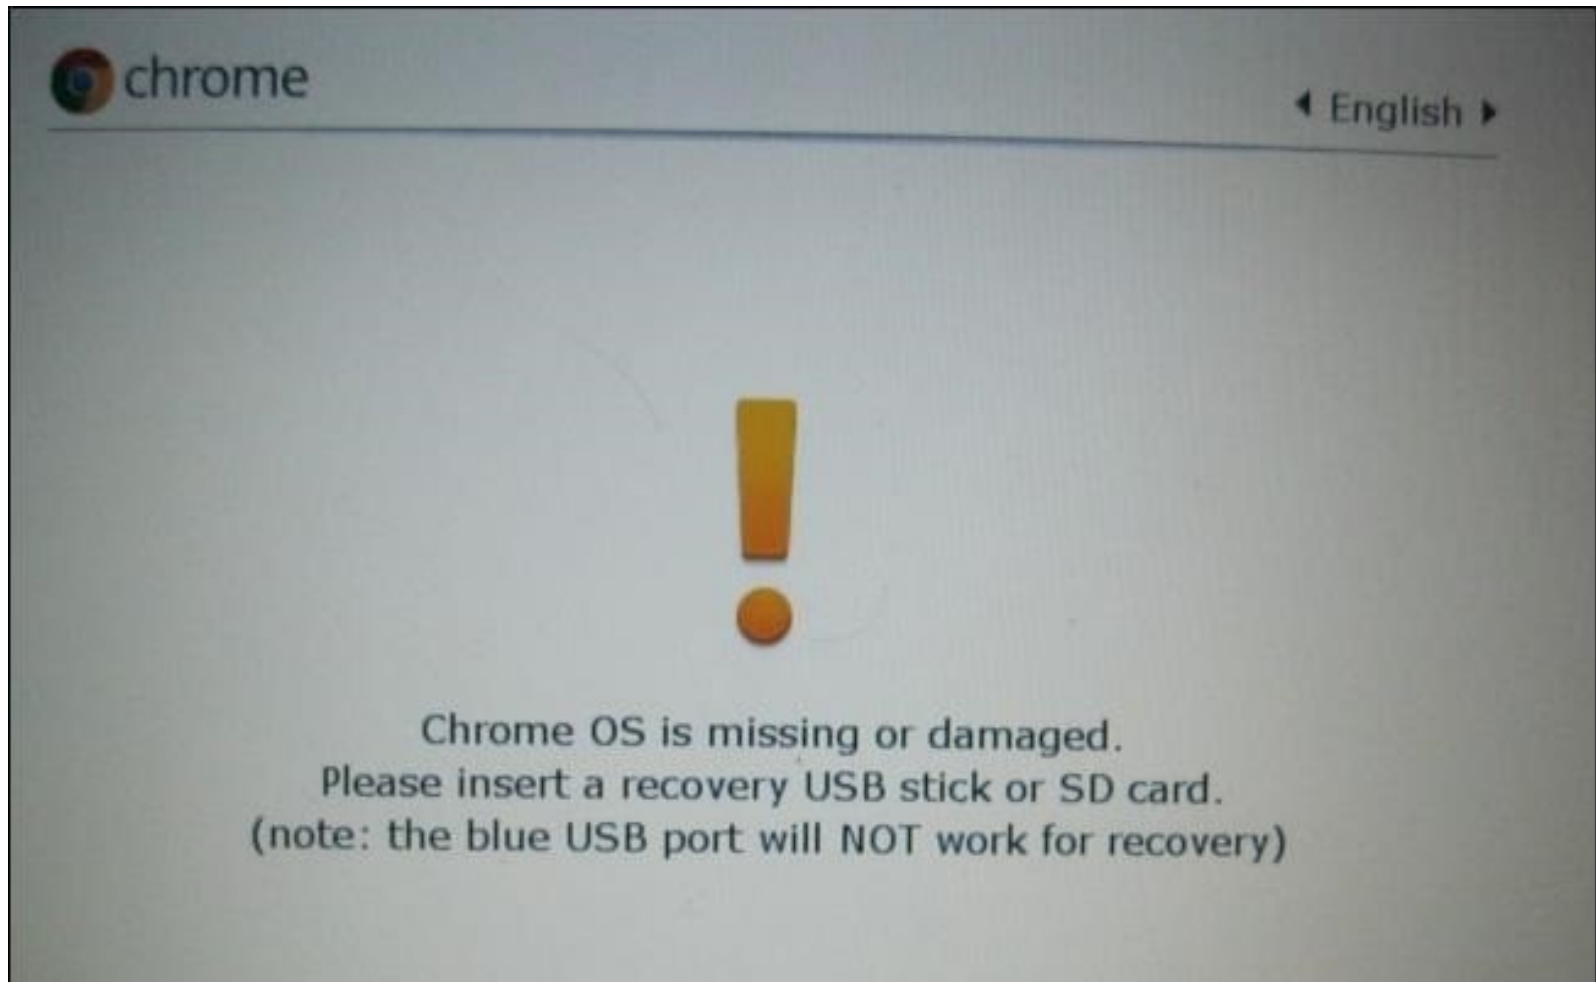 chrome
English
Chrome OS is missing or damaged.
Please insert a recovery USB stick or SD card.
(note: the blue USB port will NOT work for recovery)